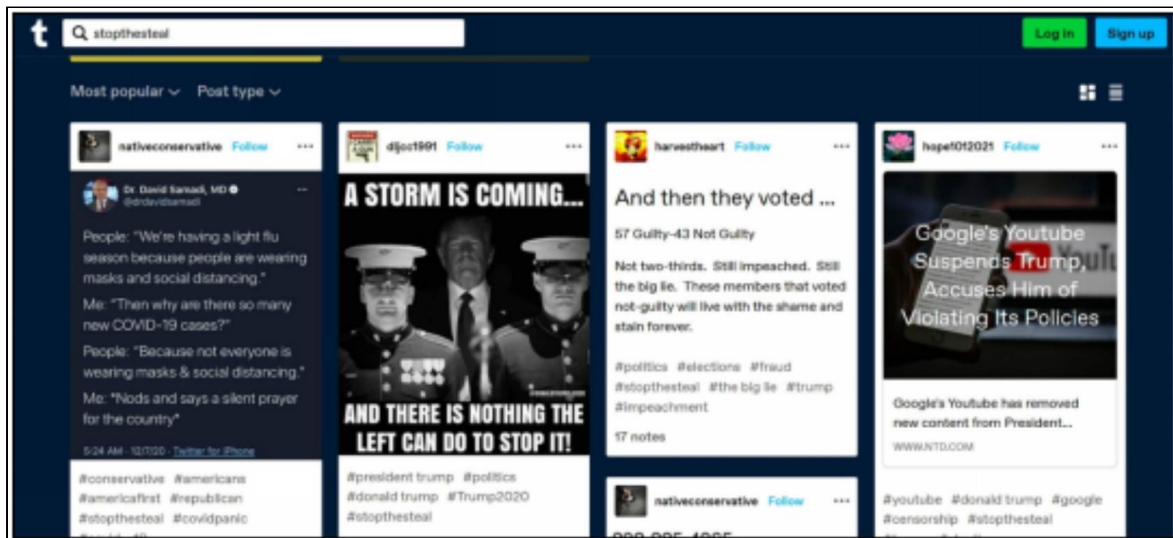 t
stopthesteal
Log in
Sign up
Most popular
Post type
nativeconservative Follow
Dr. David Samadi, MD
@drdavidsamadi
People: "We're having a light flu
season because people are wearing
masks and social distancing."
Me: "Then why are there so many
new COVID-19 cases?"
People: "Because not everyone is
wearing masks & social distancing."
Me: *Nods and says a silent prayer
for the country*
5:24 AM · 12/7/20 · Twitter for iPhone
#conservative #americans
#americafirst #republican
#stopthesteal #covidpanic
djjoc1991 Follow
A STORM IS COMING...
AND THERE IS NOTHING THE
LEFT CAN DO TO STOP IT!
#president trump #politics
#donald trump #Trump2020
#stopthesteal
harvestheart Follow
And then they voted ...
57 Guilty-43 Not Guilty
Not two-thirds. Still impeached. Still
the big lie. These members that voted
not-guilty will live with the shame and
stain forever.
#politics #elections #fraud
#stopthesteal #the big lie #trump
#impeachment
17 notes
nativeconservative Follow
hope1012021 Follow
Google's Youtube
Suspends Trump,
Accuses Him of
Violating Its Policies
Google's Youtube has removed
new content from President...
WWW.NTD.COM
#youtube #donald trump #google
#censorship #stopthesteal